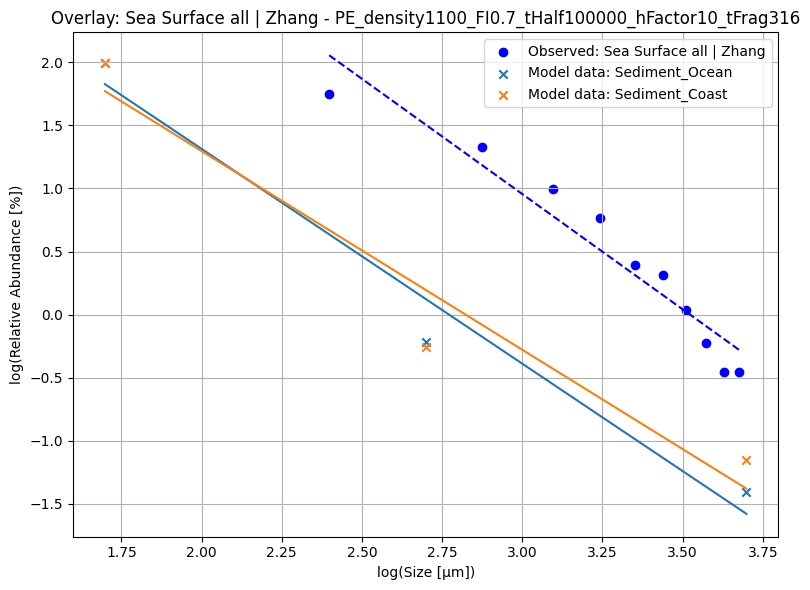 Overlay: Sea Surface all | Zhang - PE_density1100_FI0.7_tHalf100000_hFactor10_tFrag316
Observed: Sea Surface all | Zhang
Model data: Sediment_Ocean
Model data: Sediment_Coast
log(Relative Abundance [%])
2.0
1.5
1.0
0.5
0.0
−0.5
−1.0
−1.5
1.75 2.00 2.25 2.50 2.75 3.00 3.25 3.50 3.75
log(Size [μm])